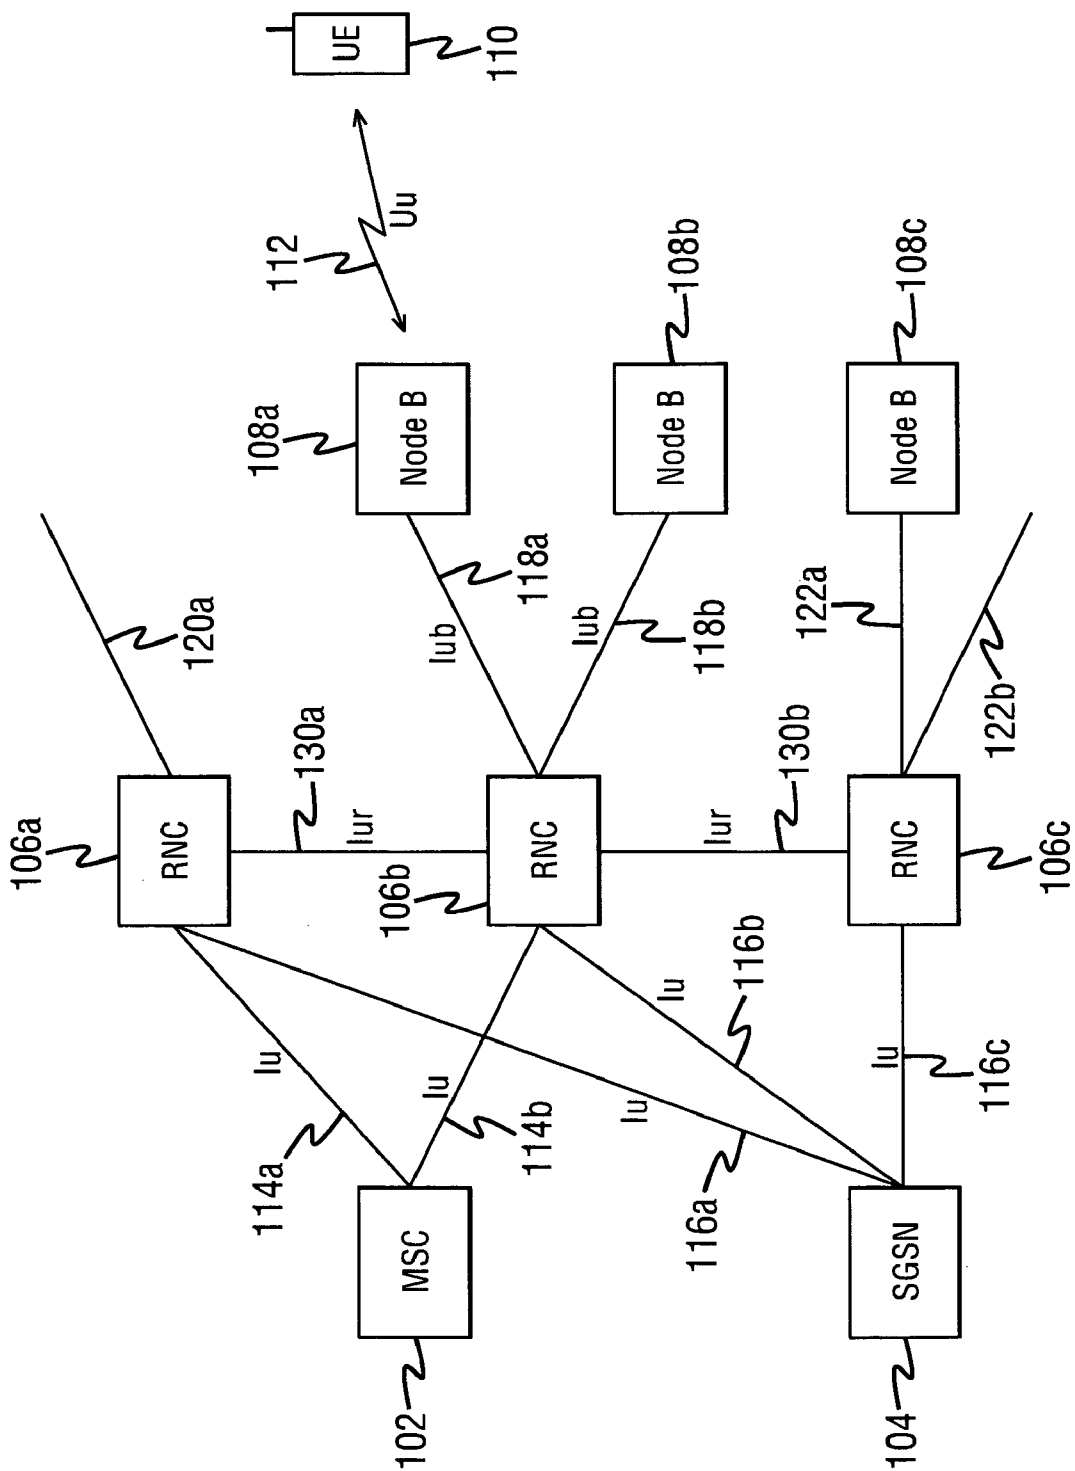 102
MSC
104
SGSN
114a
Iu
114b
Iu
116a
Iu
116b
Iu
116c
Iu
106a
RNC
106b
RNC
106c
RNC
130a
Iur
130b
Iur
120a
118a
Iub
118b
Iub
122a
122b
108a
Node B
108b
Node B
108c
Node B
112
Uu
110
UE